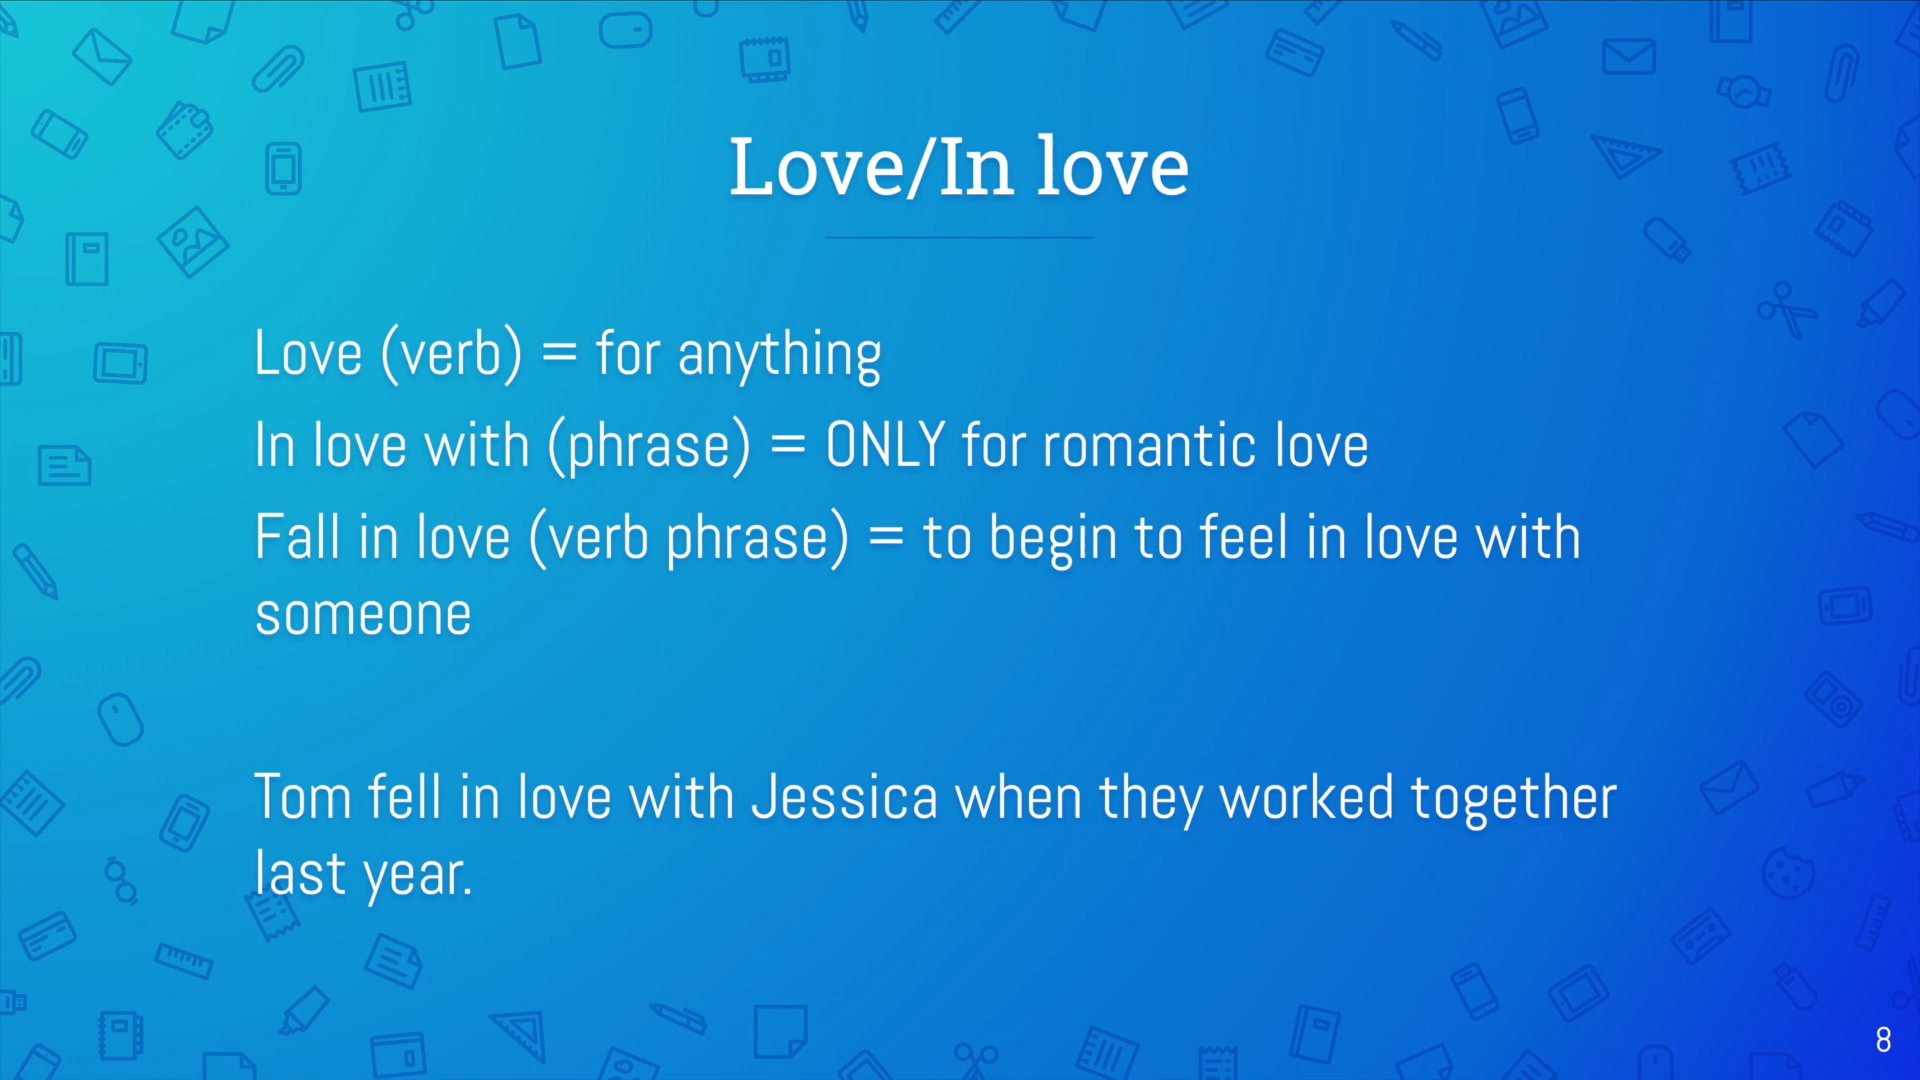 Love/In love
Love (verb) = for anything
In love with (phrase) = ONLY for romantic love
Fall in love (verb phrase) = to begin to feel in love with
someone
Tom fell in love with Jessica when they worked together
last year.
8